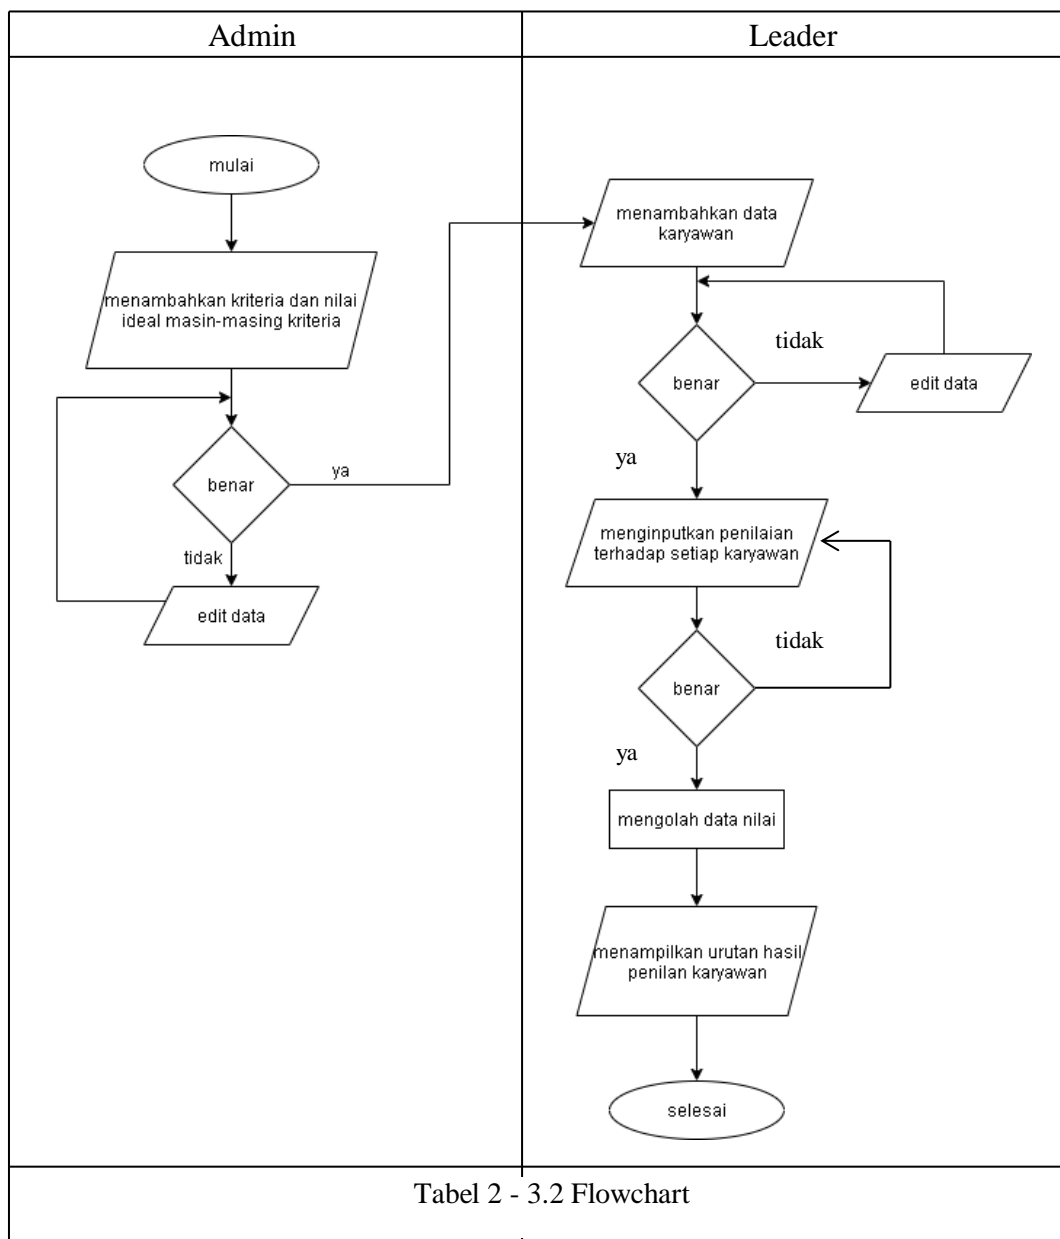 Admin
Leader
mulai
menambahkan kriteria dan nilai
ideal masin-masing kriteria
benar
ya
tidak
edit data
menambahkan data
karyawan
benar
tidak
edit data
ya
menginputkan penilaian
terhadap setiap karyawan
benar
tidak
ya
mengolah data nilai
menampilkan urutan hasil
penilan karyawan
selesai
Tabel 2 - 3.2 Flowchart